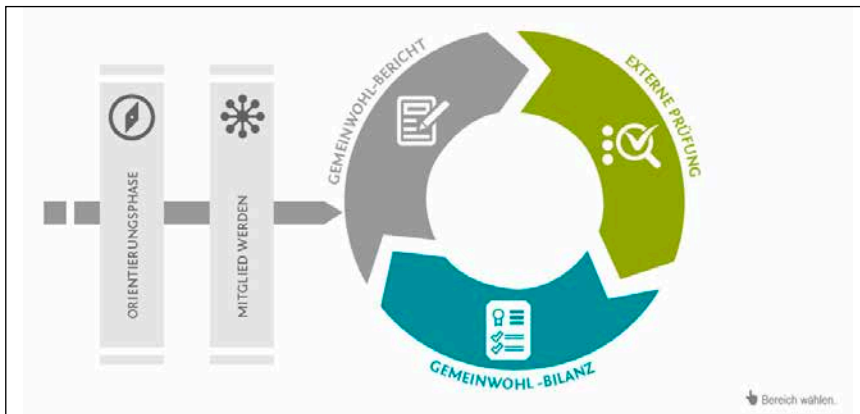 ORIENTIERUNGSPHASE
MITGLIED WERDEN
GEMEINWOHL-BERICHT
EXTERNE PRÜFUNG
GEMEINWOHL -BILANZ
Bereich wählen.